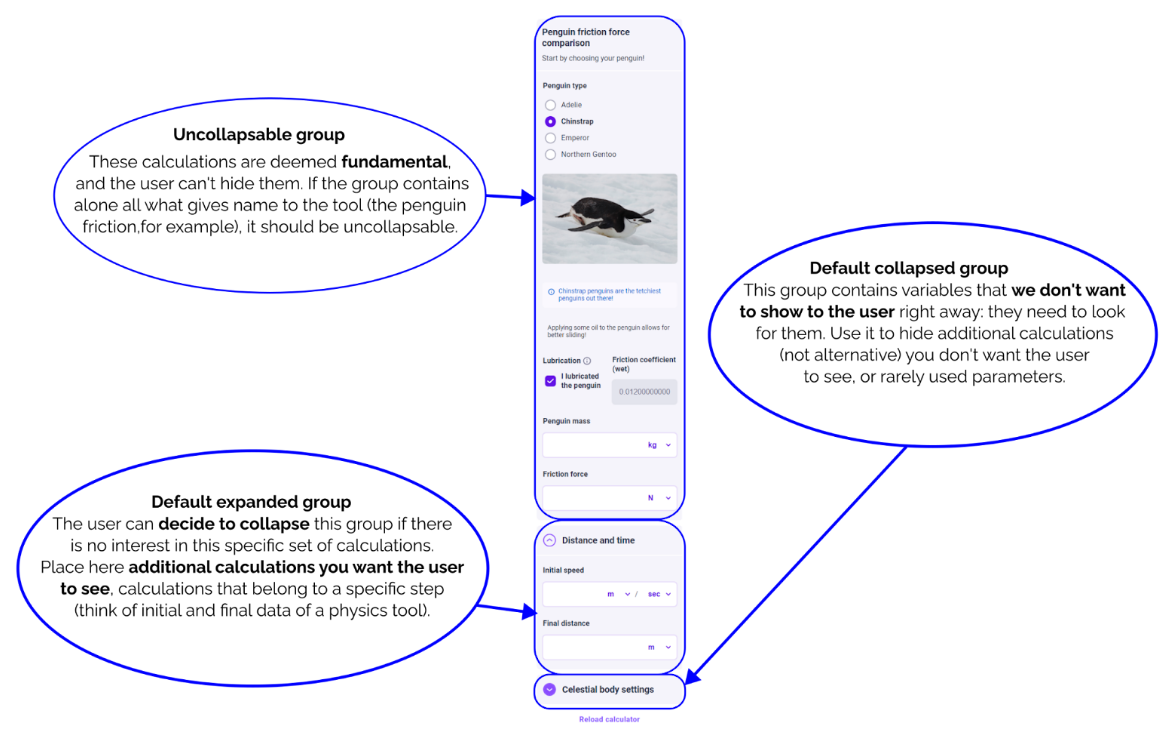 Uncollapsable group
These calculations are deemed fundamental,
and the user can't hide them. If the group contains
alone all what gives name to the tool (the penguin
friction,for example), it should be uncollapsable.
Default expanded group
The user can decide to collapse this group if there
is no interest in this specific set of calculations.
Place here additional calculations you want the user
to see, calculations that belong to a specific step
(think of initial and final data of a physics tool).
Penguin friction force
comparison
Start by choosing your penguin!
Penguin type
Adelie
Chinstrap
Emperor
Northern Gentoo
Chinstrap penguins are the tetchiest
penguins out there!
Applying some oil to the penguin allows for
better sliding!
Lubrication
I lubricated
the penguin
Friction coefficient
(wet)
0.01200000000
Penguin mass
kg
Friction force
N
Distance and time
Initial speed
m / sec
Final distance
m
Celestial body settings
Reload calculator
Default collapsed group
This group contains variables that we don't want
to show to the user right away: they need to look
for them. Use it to hide additional calculations
(not alternative) you don't want the user
to see, or rarely used parameters.